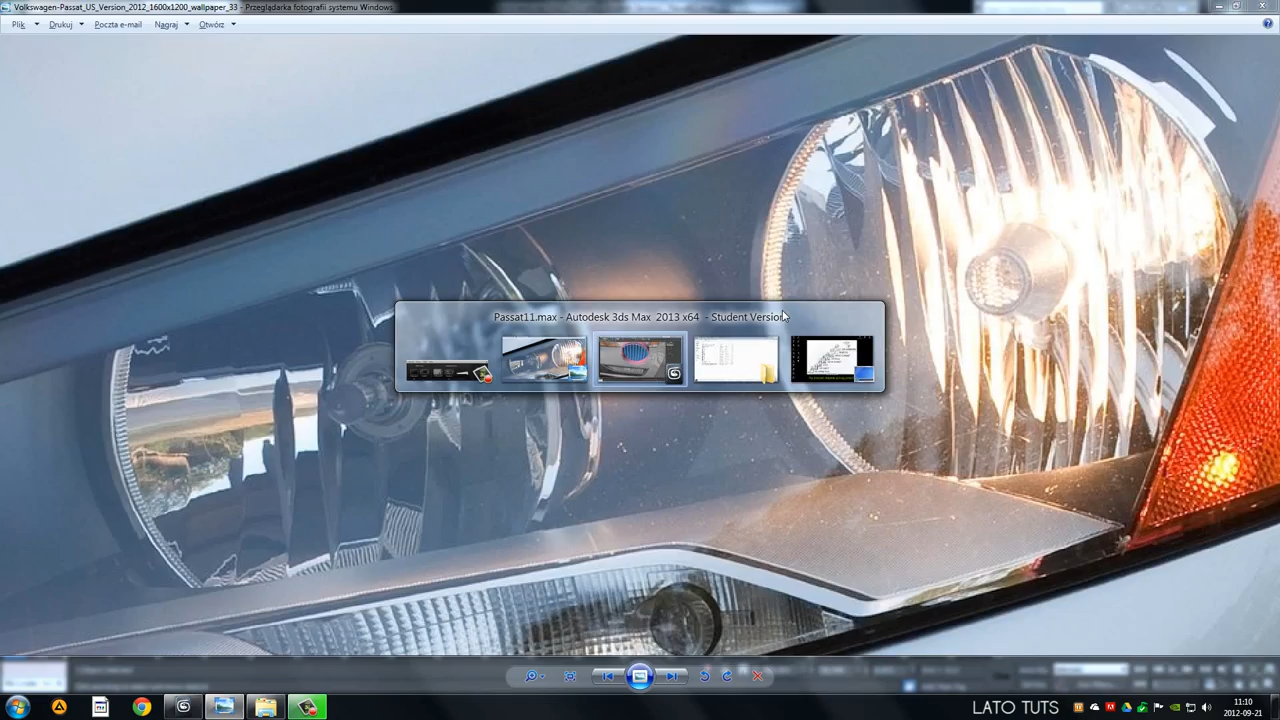 Volkswagen-Passat_US_Version_2012_1600x1200_wallpaper_33 - Przeglądarka fotografii systemu Windows
Plik Drukuj Poczta e-mail Nagraj Otwórz
Passat11.max - Autodesk 3ds Max 2013 x64 - Student Version
LATO TUTS
11:10
2012-09-21